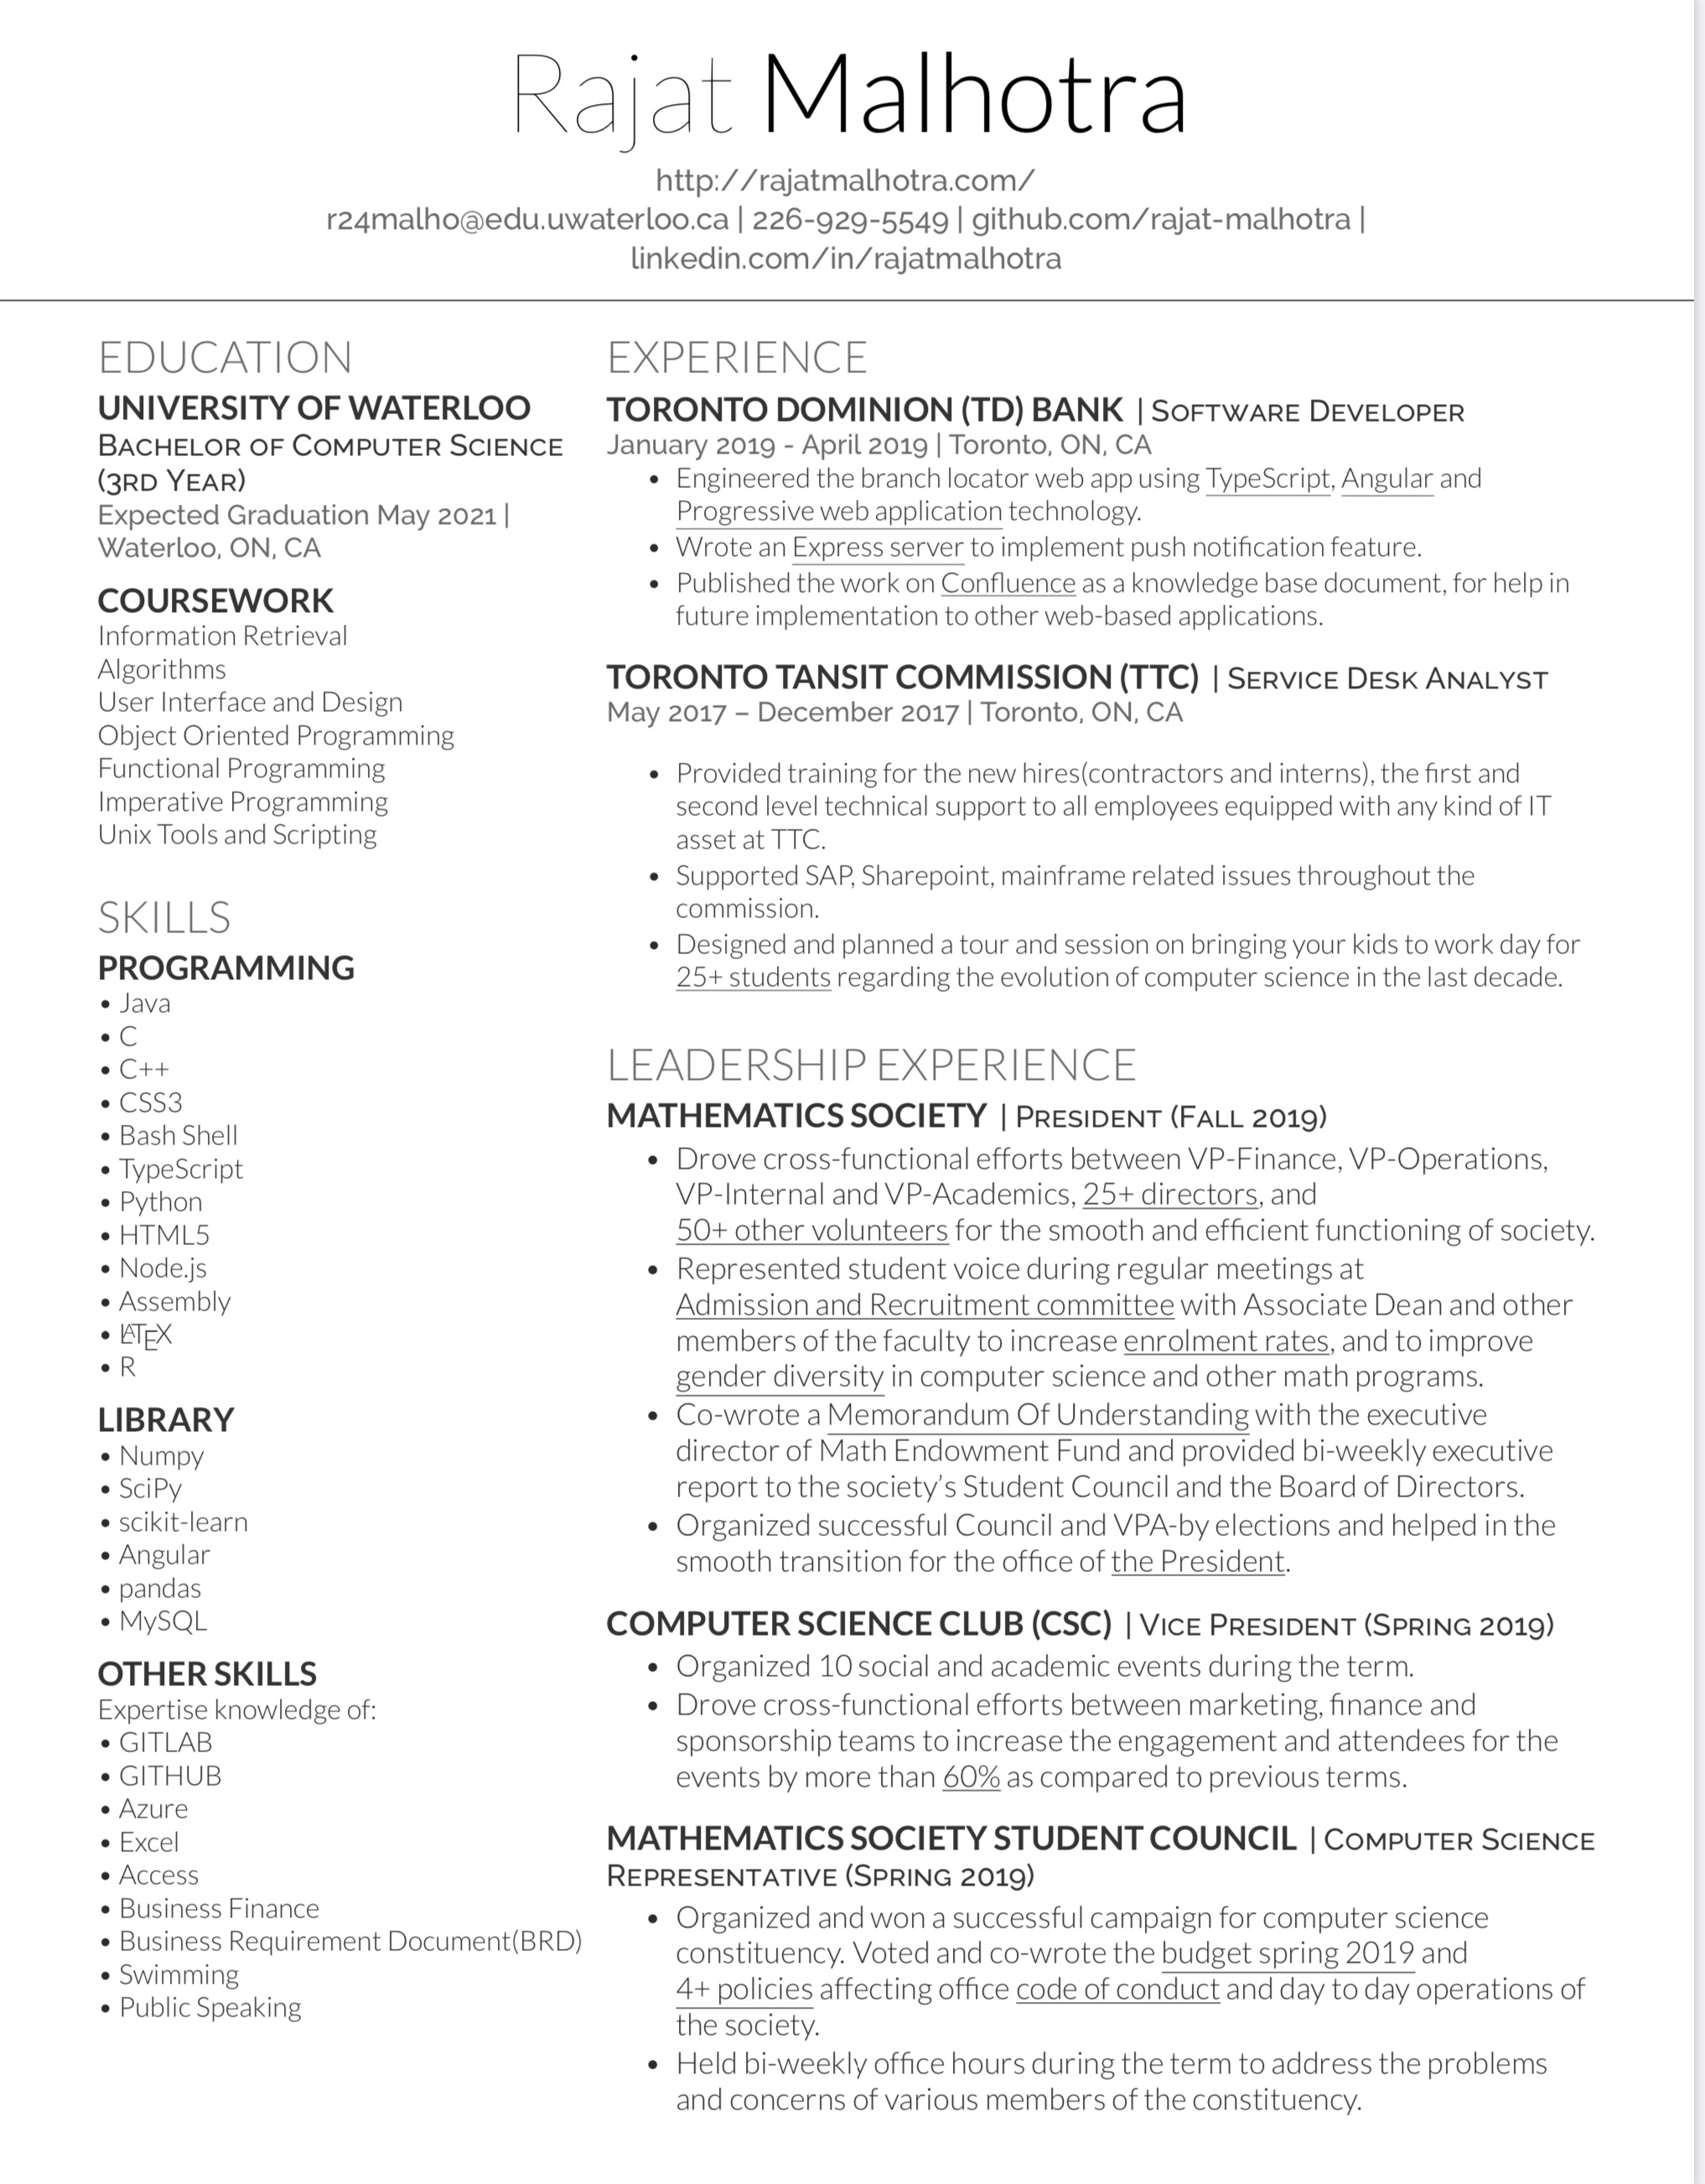 Rajat Malhotra
http://rajatmalhotra.com/
r24malho@edu.uwaterloo.ca | 226-929-5549 | github.com/rajat-malhotra |
linkedin.com/in/rajatmalhotra
EDUCATION
UNIVERSITY OF WATERLOO
BACHELOR OF COMPUTER SCIENCE
(3RD YEAR)
Expected Graduation May 2021 |
Waterloo, ON, CA
COURSEWORK
Information Retrieval
Algorithms
User Interface and Design
Object Oriented Programming
Functional Programming
Imperative Programming
Unix Tools and Scripting
SKILLS
PROGRAMMING
• Java
• C
• C++
• CSS3
• Bash Shell
• TypeScript
• Python
• HTML5
• Node.js
• Assembly
• LATEX
• R
LIBRARY
• Numpy
• SciPy
• scikit-learn
• Angular
• pandas
• MySQL
OTHER SKILLS
Expertise knowledge of:
• GITLAB
• GITHUB
• Azure
• Excel
• Access
• Business Finance
• Business Requirement Document(BRD)
• Swimming
• Public Speaking
EXPERIENCE
TORONTO DOMINION (TD) BANK | SOFTWARE DEVELOPER
January 2019 - April 2019 | Toronto, ON, CA
• Engineered the branch locator web app using TypeScript, Angular and
Progressive web application technology.
• Wrote an Express server to implement push notification feature.
• Published the work on Confluence as a knowledge base document, for help in
future implementation to other web-based applications.
TORONTO TANSIT COMMISSION (TTC) | SERVICE DESK ANALYST
May 2017 – December 2017 | Toronto, ON, CA
• Provided training for the new hires(contractors and interns), the first and
second level technical support to all employees equipped with any kind of IT
asset at TTC.
• Supported SAP, Sharepoint, mainframe related issues throughout the
commission.
• Designed and planned a tour and session on bringing your kids to work day for
25+ students regarding the evolution of computer science in the last decade.
LEADERSHIP EXPERIENCE
MATHEMATICS SOCIETY | PRESIDENT (FALL 2019)
• Drove cross-functional efforts between VP-Finance, VP-Operations,
VP-Internal and VP-Academics, 25+ directors, and
50+ other volunteers for the smooth and efficient functioning of society.
• Represented student voice during regular meetings at
Admission and Recruitment committee with Associate Dean and other
members of the faculty to increase enrolment rates, and to improve
gender diversity in computer science and other math programs.
• Co-wrote a Memorandum Of Understanding with the executive
director of Math Endowment Fund and provided bi-weekly executive
report to the society's Student Council and the Board of Directors.
• Organized successful Council and VPA-by elections and helped in the
smooth transition for the office of the President.
COMPUTER SCIENCE CLUB (CSC) | VICE PRESIDENT (SPRING 2019)
• Organized 10 social and academic events during the term.
• Drove cross-functional efforts between marketing, finance and
sponsorship teams to increase the engagement and attendees for the
events by more than 60% as compared to previous terms.
MATHEMATICS SOCIETY STUDENT COUNCIL | COMPUTER SCIENCE
REPRESENTATIVE (SPRING 2019)
• Organized and won a successful campaign for computer science
constituency. Voted and co-wrote the budget spring 2019 and
4+ policies affecting office code of conduct and day to day operations of
the society.
• Held bi-weekly office hours during the term to address the problems
and concerns of various members of the constituency.